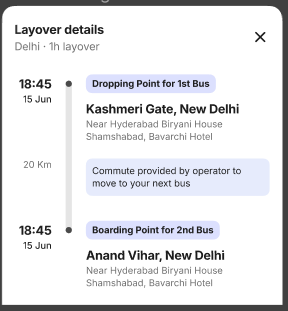 Layover details
Delhi · 1h layover
18:45
15 Jun
Dropping Point for 1st Bus
Kashmeri Gate, New Delhi
Near Hyderabad Biryani House
Shamshabad, Bavarchi Hotel
20 Km
Commute provided by operator to
move to your next bus
18:45
15 Jun
Boarding Point for 2nd Bus
Anand Vihar, New Delhi
Near Hyderabad Biryani House
Shamshabad, Bavarchi Hotel